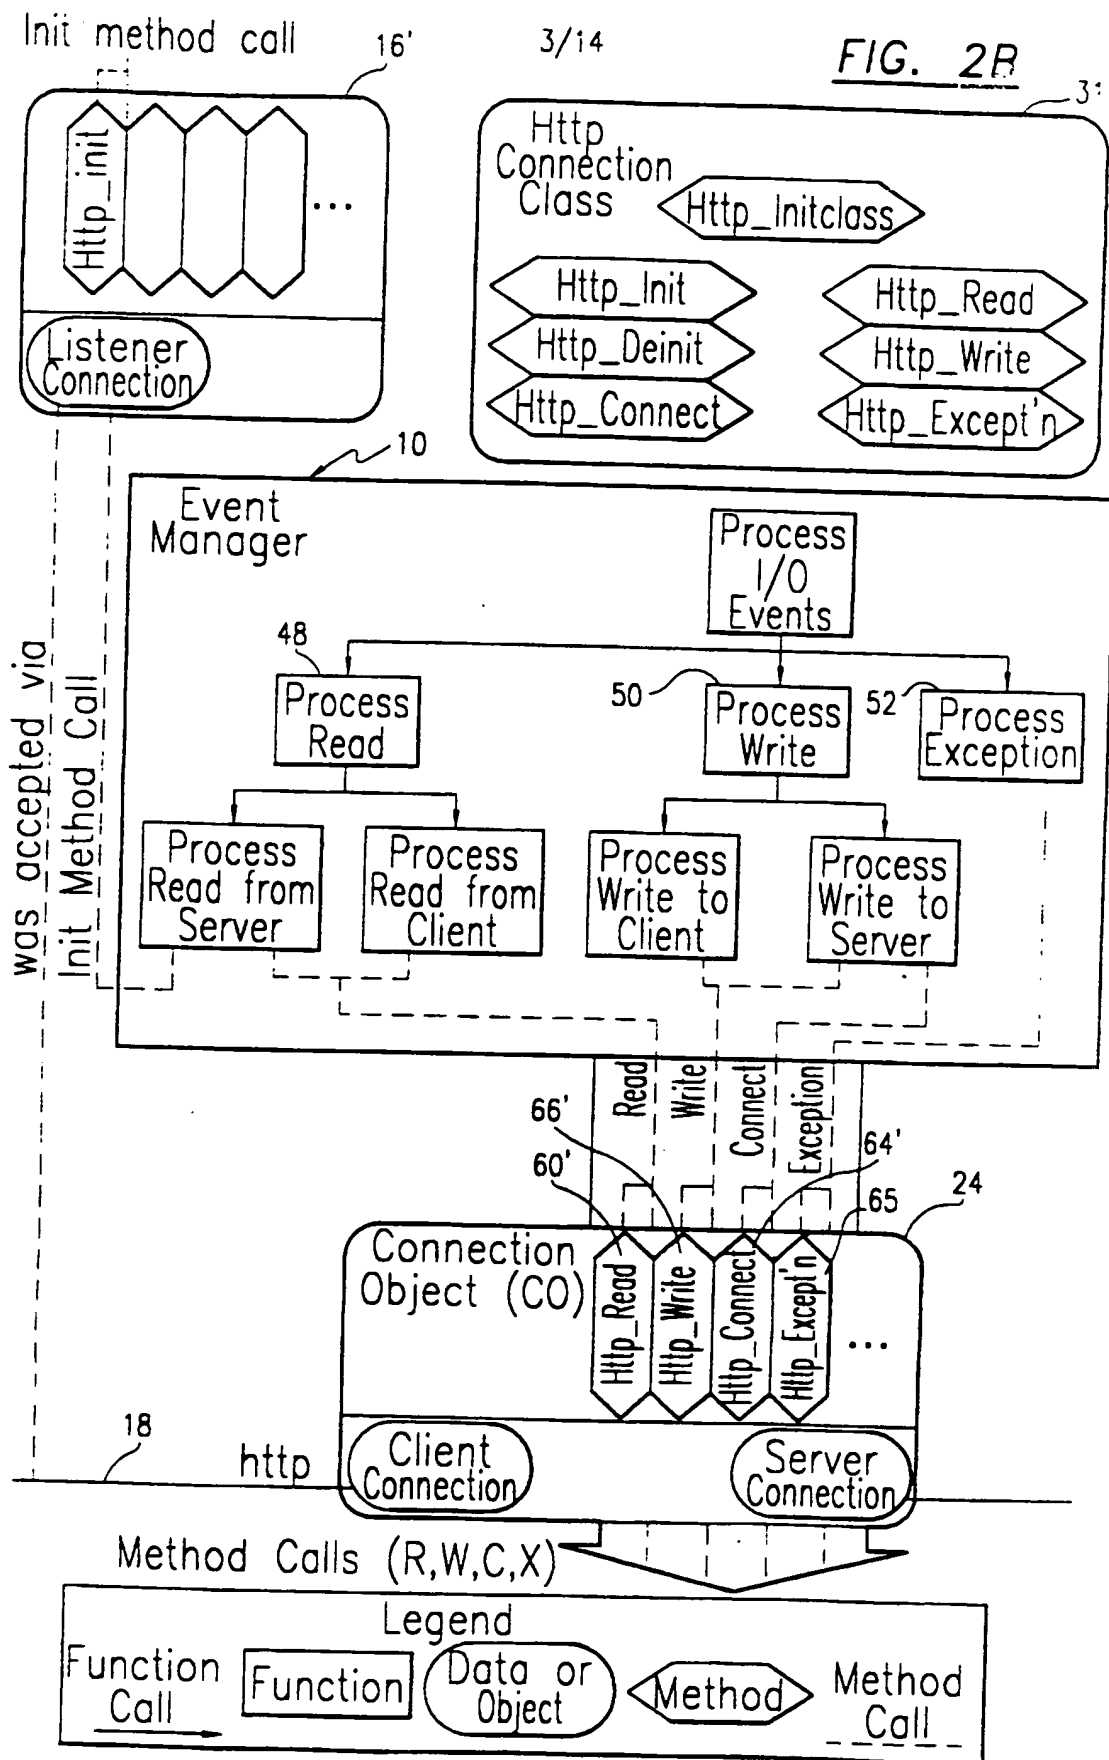 Init method call
16'
3/14
FIG. 2B
Http_init
...
Listener
Connection
Http
Connection
Class
Http_Initclass
Http_Init
Http_Deinit
Http_Connect
Http_Read
Http_Write
Http_Except'n
10
Event
Manager
Process
I/O
Events
48
Process
Read
50
Process
Write
52
Process
Exception
Process
Read from
Server
Process
Read from
Client
Process
Write to
Client
Process
Write to
Server
was accepted via
Init Method Call
Read
Write
Connect
Exception
66'
60'
64'
65
24
Connection
Object (CO)
Http_Read
Http_Write
Http_Connect
Http_Except'n
...
18
http
Client
Connection
Server
Connection
Method Calls (R,W,C,X)
Legend
Function
Call
Function
Data or
Object
Method
Method
Call